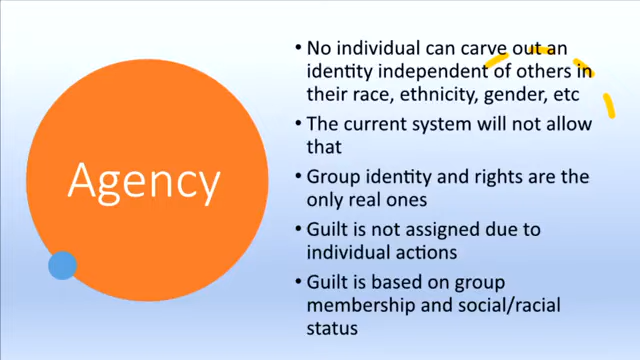 Agency
• No individual can carve out an
identity independent of others in
their race, ethnicity, gender, etc
• The current system will not allow
that
• Group identity and rights are the
only real ones
• Guilt is not assigned due to
individual actions
• Guilt is based on group
membership and social/racial
status